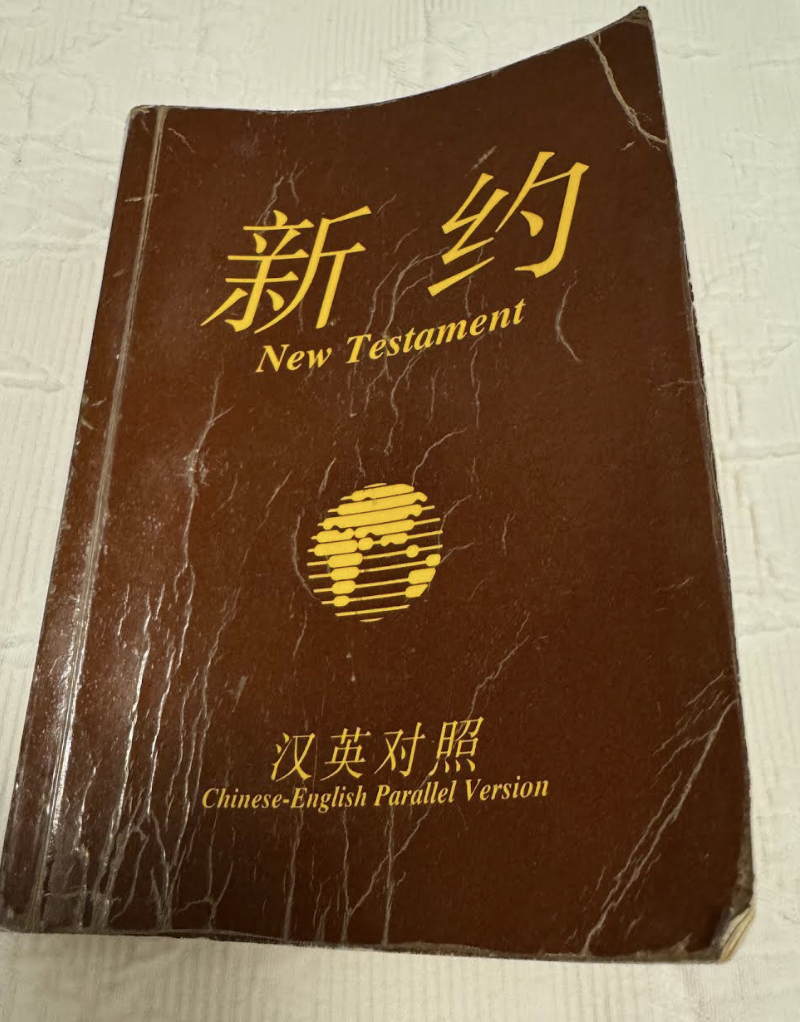 新约
New Testament
汉英对照
Chinese-English Parallel Version